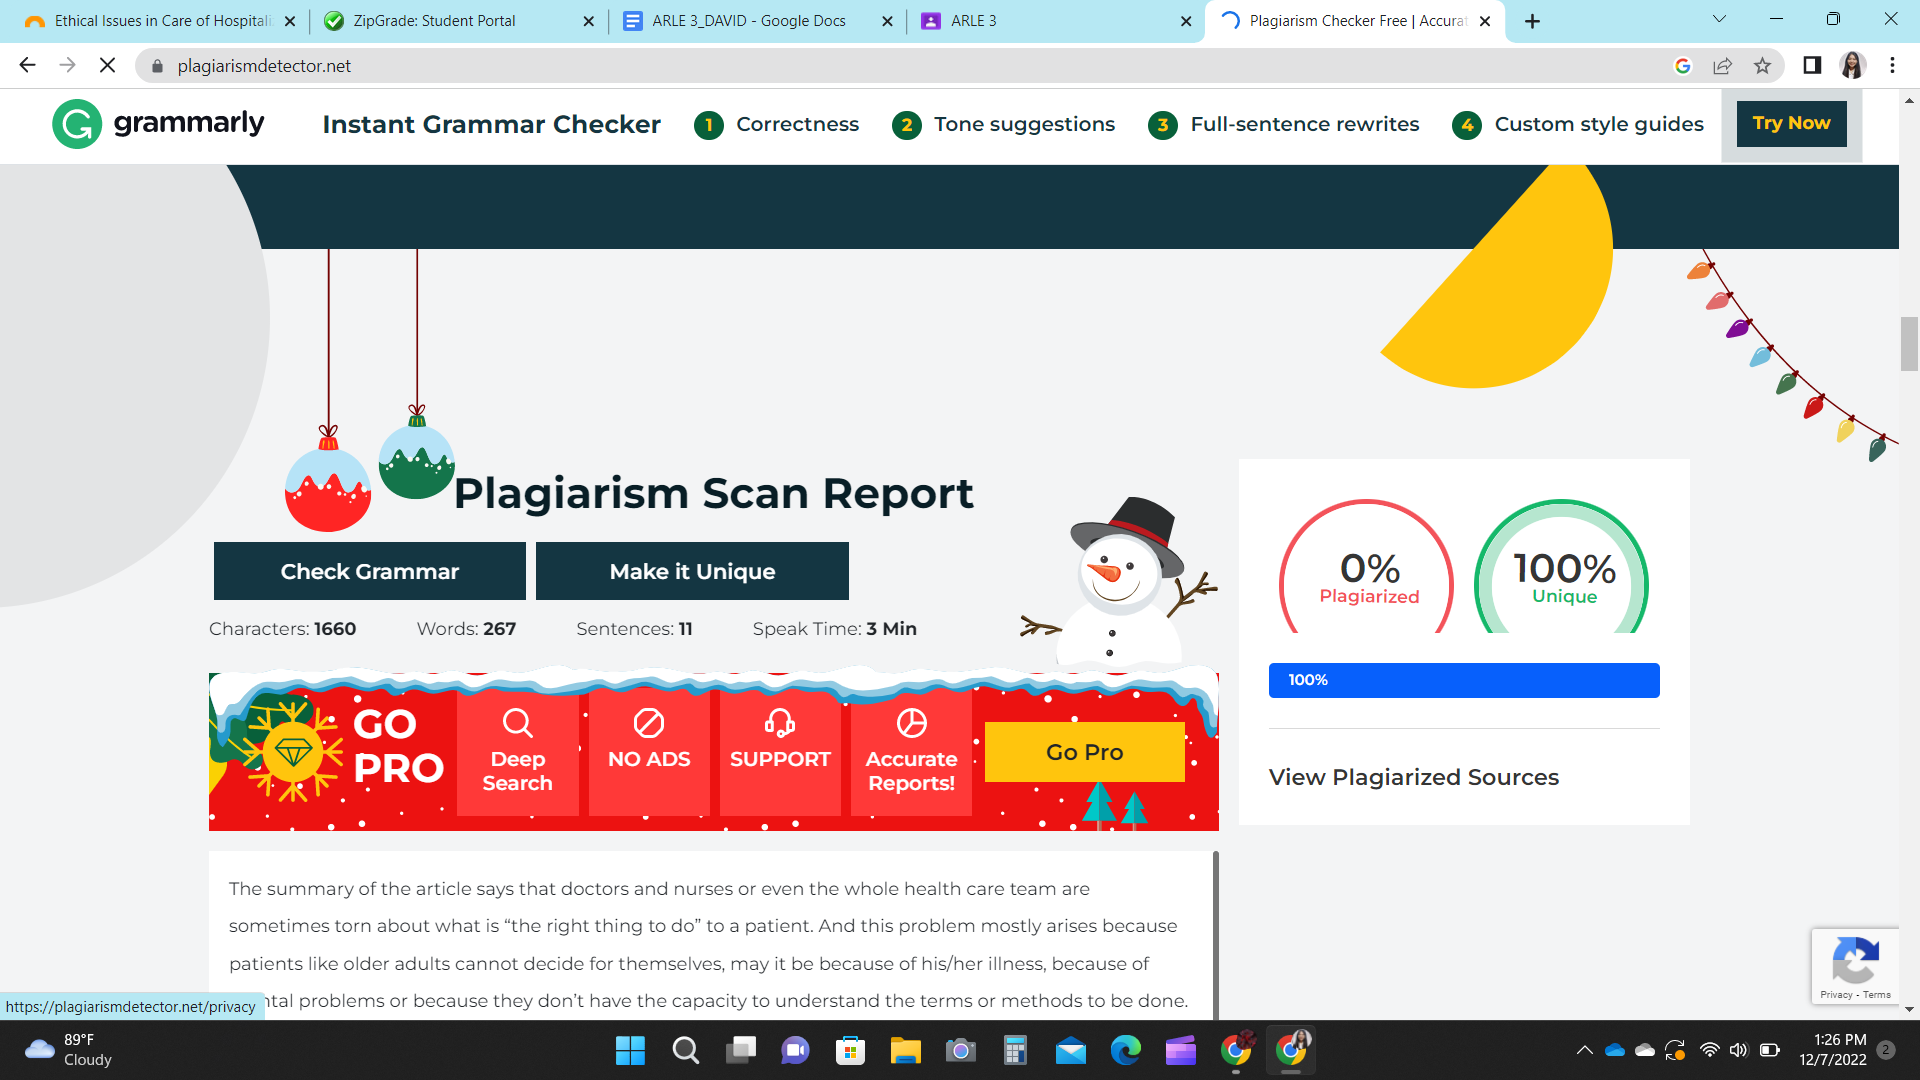 Ethical Issues in Care of Hospitali
ZipGrade: Student Portal
ARLE 3_DAVID - Google Docs
ARLE 3
Plagiarism Checker Free | Accurat
plagiarismdetector.net
grammarly
Instant Grammar Checker
1 Correctness
2 Tone suggestions
3 Full-sentence rewrites
4 Custom style guides
Try Now
Plagiarism Scan Report
Check Grammar
Make it Unique
Characters: 1660
Words: 267
Sentences: 11
Speak Time: 3 Min
0%
Plagiarized
100%
Unique
100%
View Plagiarized Sources
GO
PRO
Deep
Search
NO ADS
SUPPORT
Accurate
Reports!
Go Pro
The summary of the article says that doctors and nurses or even the whole health care team are
sometimes torn about what is “the right thing to do” to a patient. And this problem mostly arises because
patients like older adults cannot decide for themselves, may it be because of his/her illness, because of
ntal problems or because they don’t have the capacity to understand the terms or methods to be done.
Privacy - Terms
https://plagiarismdetector.net/privacy
89°F
Cloudy
1:26 PM
12/7/2022
2